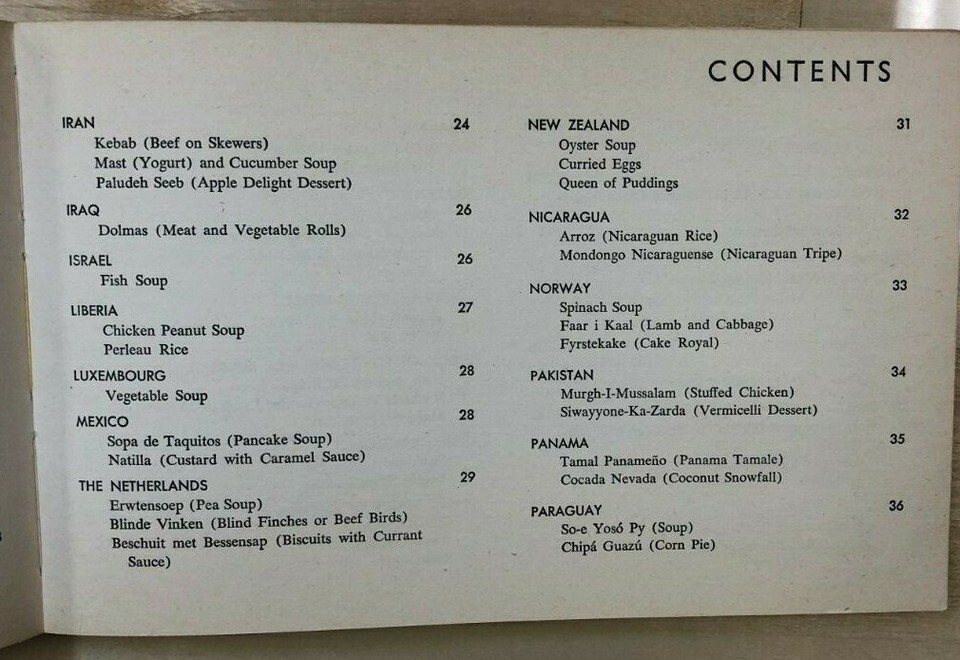 CONTENTS
IRAN 24
Kebab (Beef on Skewers)
Mast (Yogurt) and Cucumber Soup
Paludeh Seeb (Apple Delight Dessert)
IRAQ 26
Dolmas (Meat and Vegetable Rolls)
ISRAEL 26
Fish Soup
LIBERIA 27
Chicken Peanut Soup
Perleau Rice
LUXEMBOURG 28
Vegetable Soup
MEXICO 28
Sopa de Taquitos (Pancake Soup)
Natilla (Custard with Caramel Sauce)
THE NETHERLANDS 29
Erwtensoep (Pea Soup)
Blinde Vinken (Blind Finches or Beef Birds)
Beschuit met Bessensap (Biscuits with Currant
Sauce)
NEW ZEALAND 31
Oyster Soup
Curried Eggs
Queen of Puddings
NICARAGUA 32
Arroz (Nicaraguan Rice)
Mondongo Nicaraguense (Nicaraguan Tripe)
NORWAY 33
Spinach Soup
Faar i Kaal (Lamb and Cabbage)
Fyrstekake (Cake Royal)
PAKISTAN 34
Murgh-I-Mussalam (Stuffed Chicken)
Siwayyone-Ka-Zarda (Vermicelli Dessert)
PANAMA 35
Tamal Panameño (Panama Tamale)
Cocada Nevada (Coconut Snowfall)
PARAGUAY 36
So-e Yosó Py (Soup)
Chipá Guazú (Corn Pie)